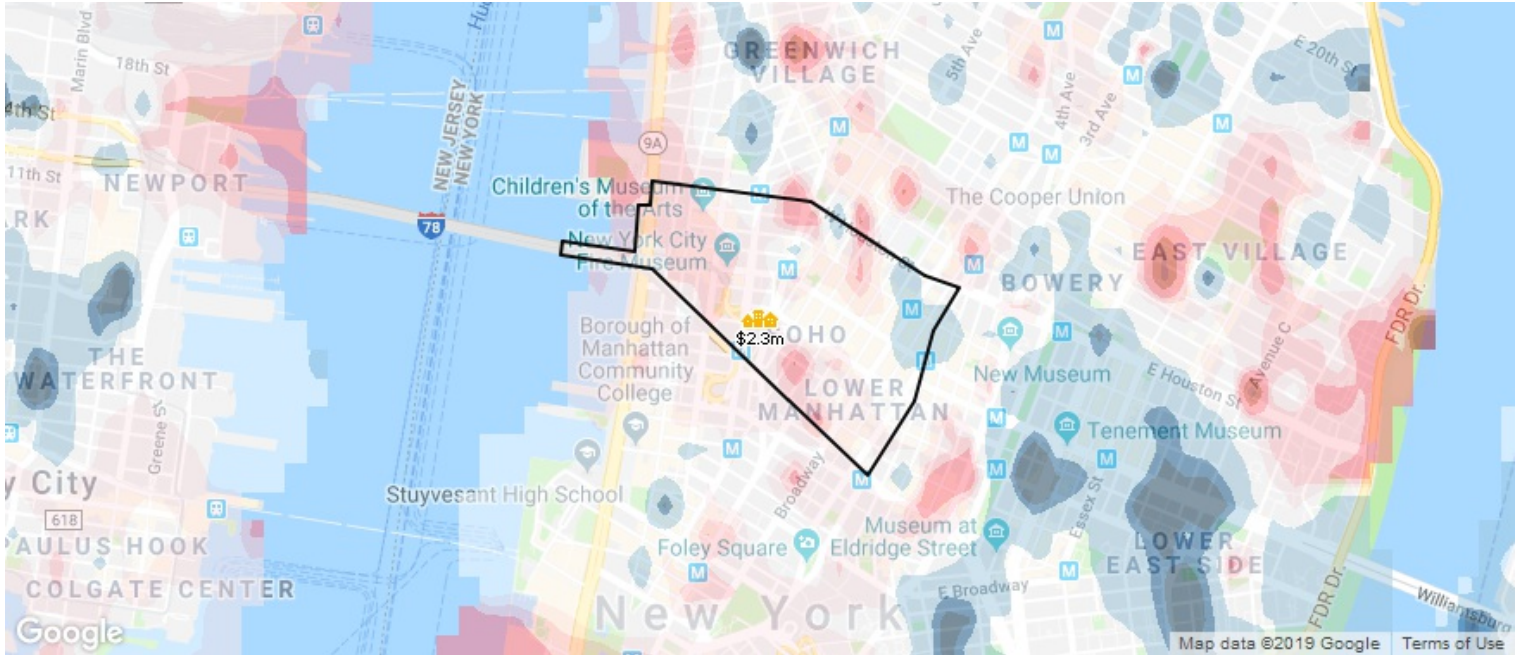 Marin Blvd
18th St
4th St
11th St
NEWPORT
ARK
NEW JERSEY
NEW YORK
78
9A
GREENWICH
VILLAGE
5th Ave
4th Ave
3rd Ave
E 20th St
M
Children's Museum
of the Arts
New York City
Fire Museum
The Cooper Union
EAST VILLAGE
BOWERY
FDR Dr.
$2.3m
OHO
LOWER
MANHATTAN
Borough of
Manhattan
Community
College
New Museum
E Houston St
Avenue C
THE
WATERFRONT
Greene St
Tenement Museum
y City
618
AULUS HOOK
COLGATE CENTER
Stuyvesant High School
Broadway
Essex St
Foley Square
Museum at
Eldridge Street
LOWER
EAST SIDE
E Broadway
FDR Dr.
Williamsburg
New York
Google
Map data ©2019 Google
Terms of Use